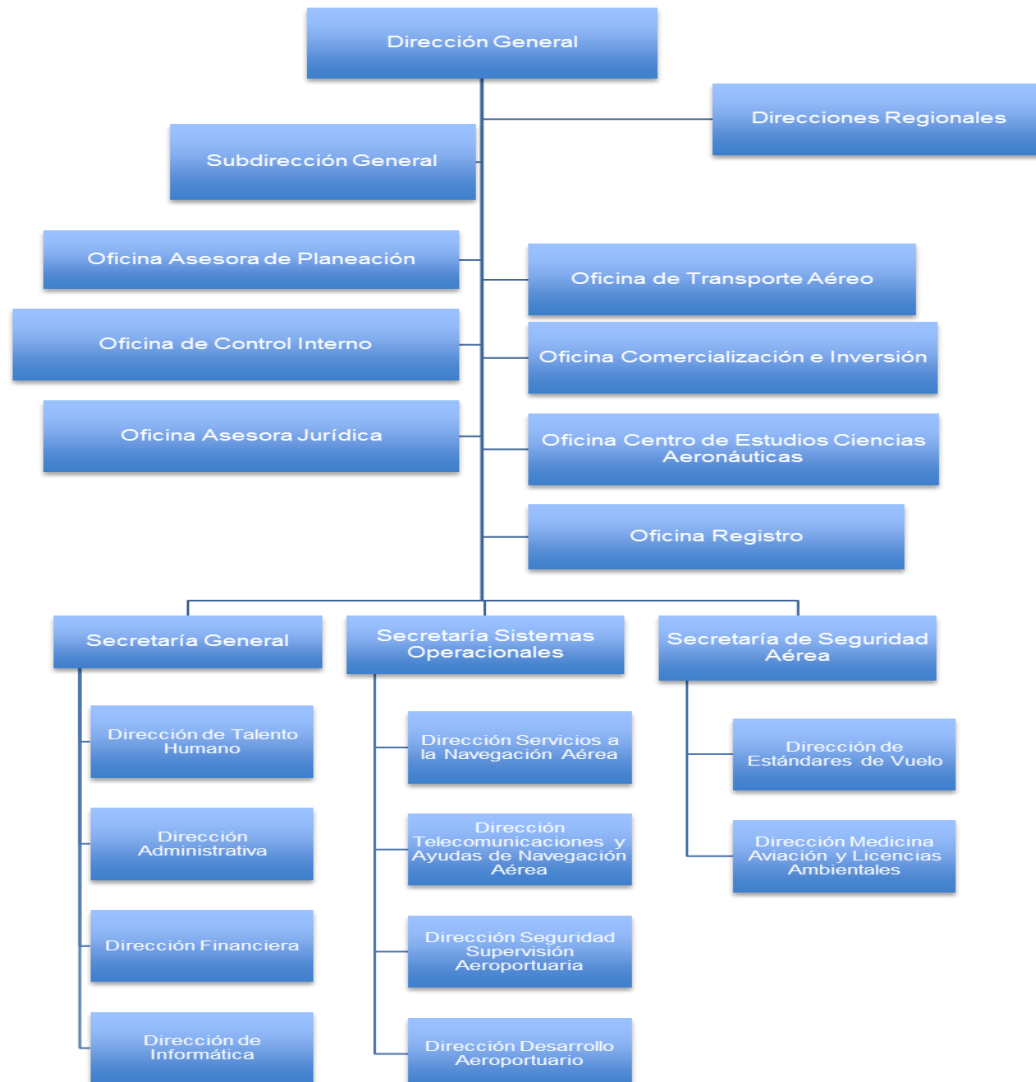 Dirección General
Direcciones Regionales
Subdirección General
Oficina Asesora de Planeación
Oficina de Transporte Aéreo
Oficina de Control Interno
Oficina Comercialización e Inversión
Oficina Asesora Jurídica
Oficina Centro de Estudios Ciencias
Aeronáuticas
Oficina Registro
Secretaría General
Dirección de Talento
Humano
Dirección
Administrativa
Dirección Financiera
Dirección de
Informática
Secretaría Sistemas
Operacionales
Dirección Servicios a
la Navegación Aérea
Dirección
Telecomunicaciones y
Ayudas de Navegación
Aérea
Dirección Seguridad
Supervisión
Aeroportuaria
Dirección Desarrollo
Aeroportuario
Secretaría de Seguridad
Aérea
Dirección de
Estándares de Vuelo
Dirección Medicina
Aviación y Licencias
Ambientales